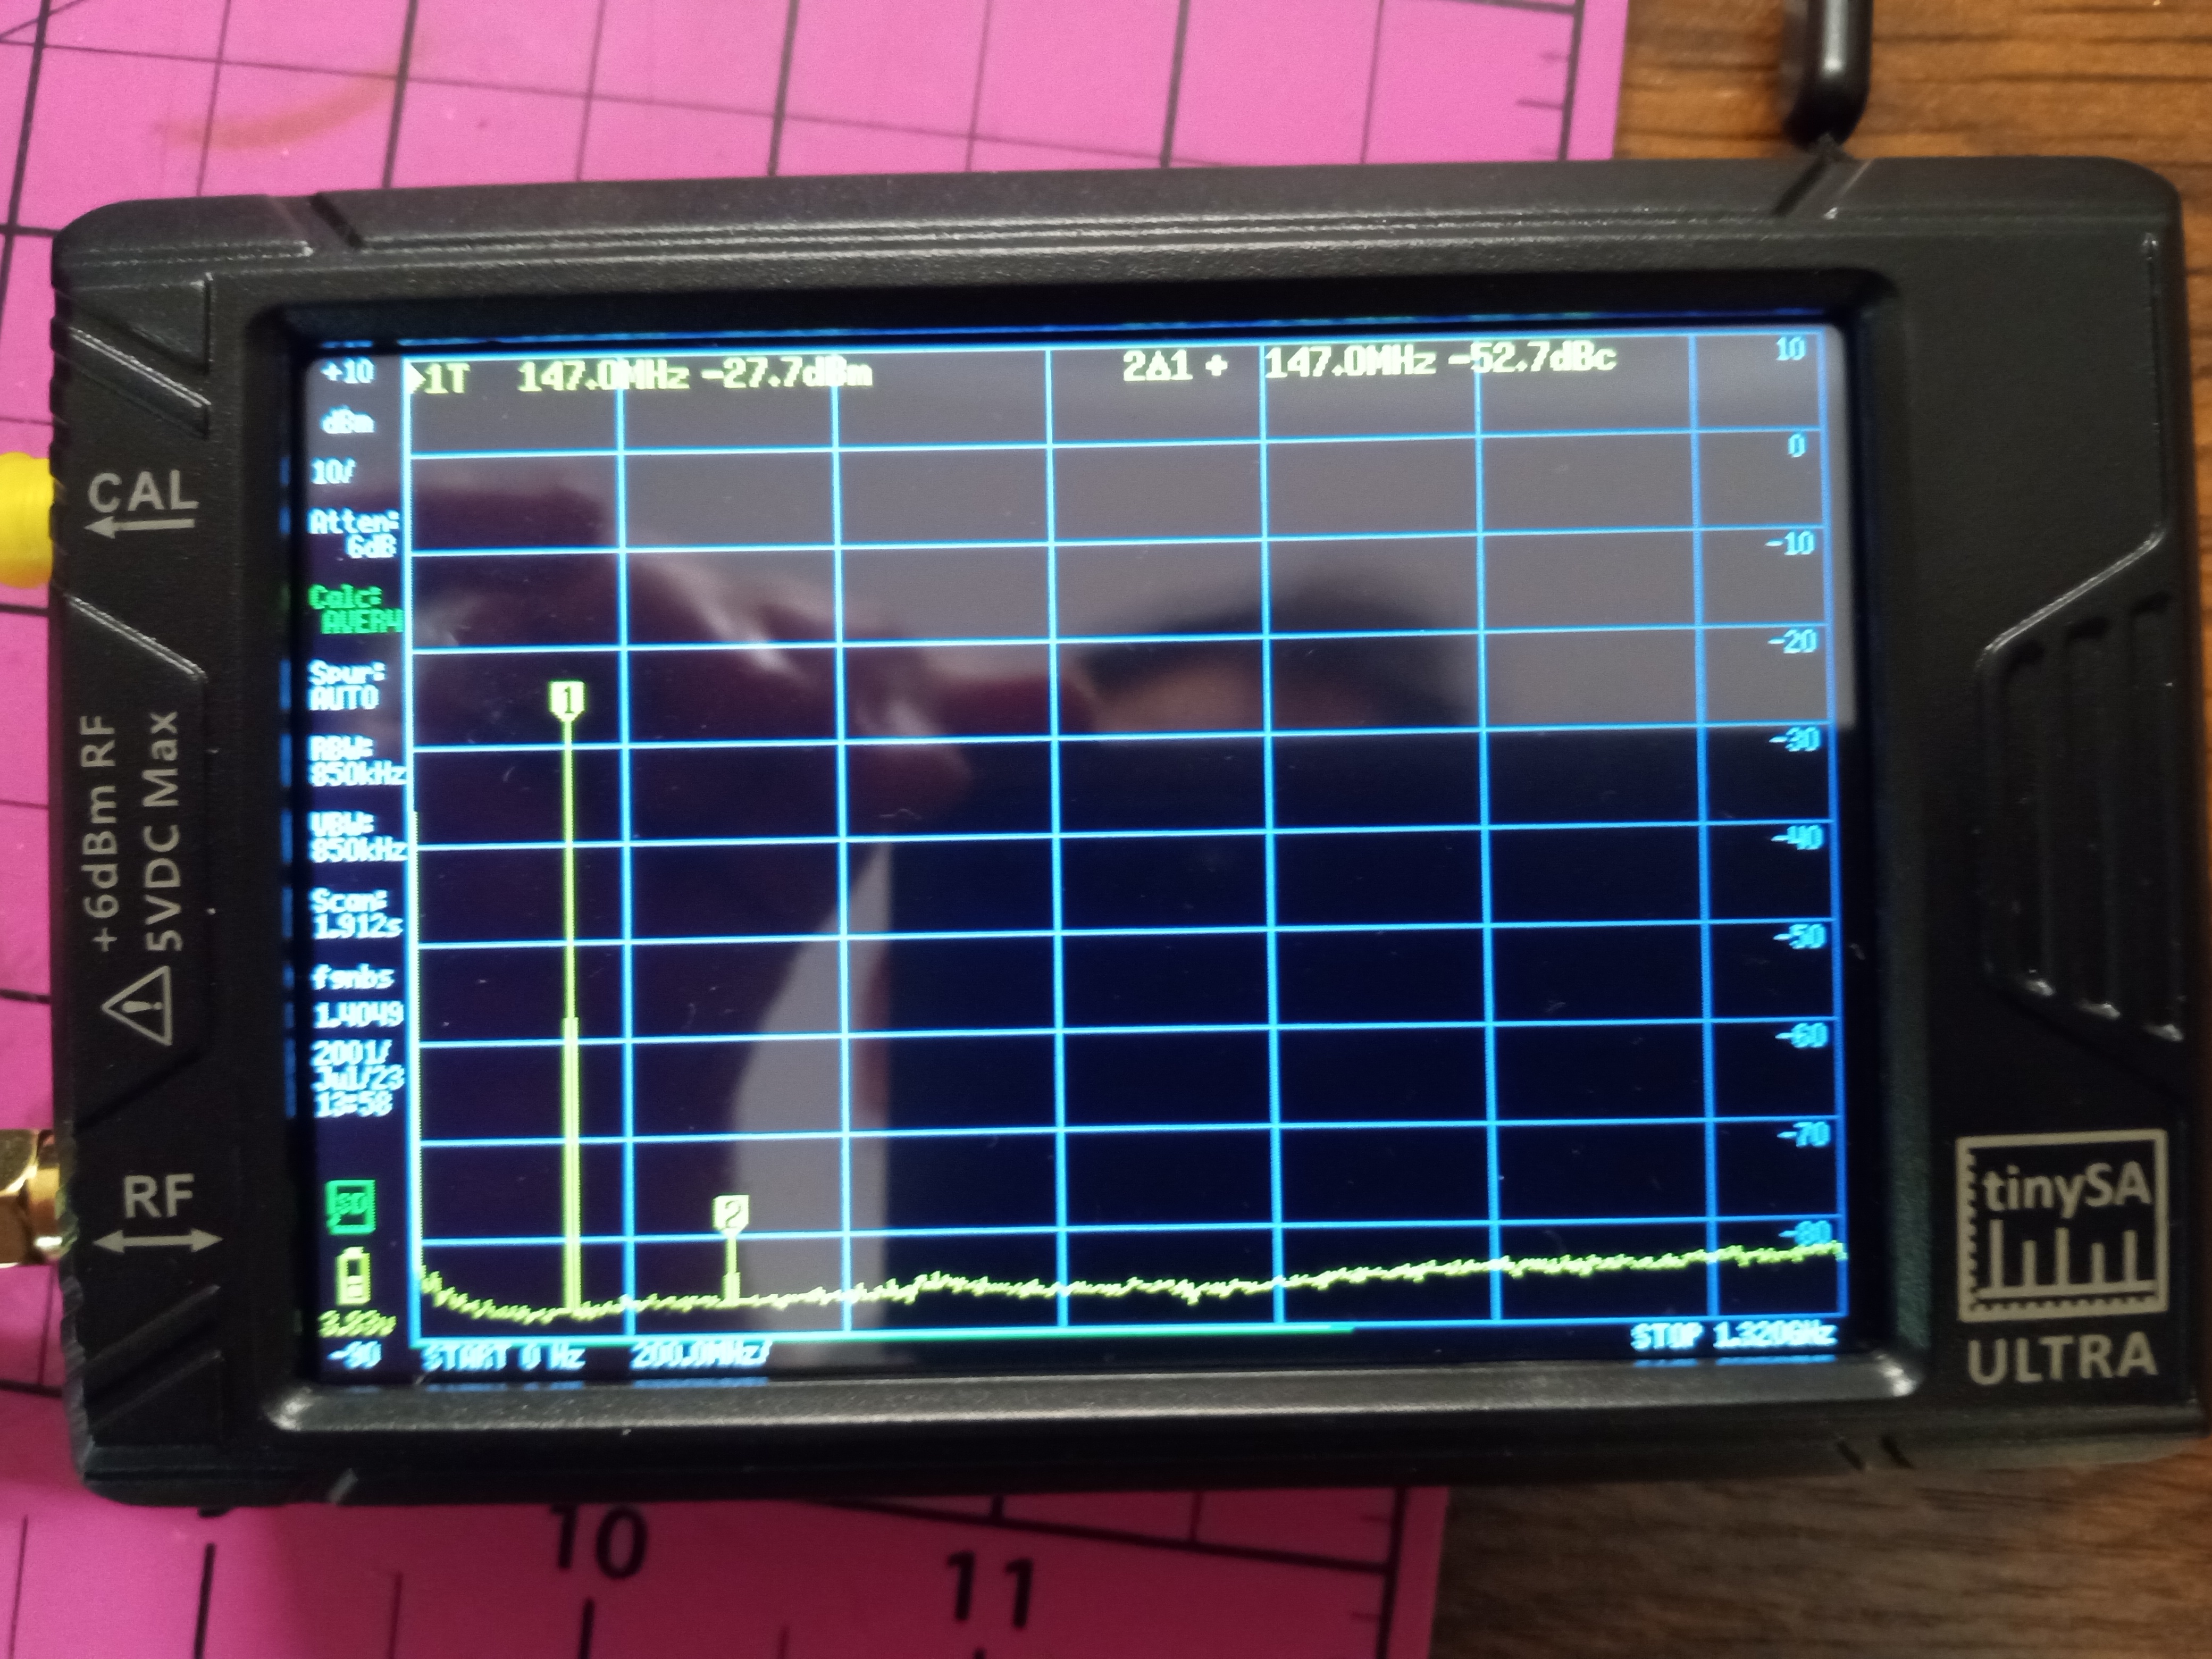 +10
dBm
10/
Atten:
6dB
Calc:
AVER4
Spur:
AUTO
RBW:
850kHz
VBW:
850kHz
Scan:
1.912s
fsnbs
1.4049
2001/
Jul/23
13:58
-90
1T 147.0MHz -27.7dBm
2Δ1 + 147.0MHz -52.7dBc
10
0
-10
-20
-30
-40
-50
-60
-70
-80
1
2
START 0 Hz 200.0MHz/ STOP 1.320GHz
CAL
+6dBm RF
5VDC Max
RF
tinySA
ULTRA
10
11